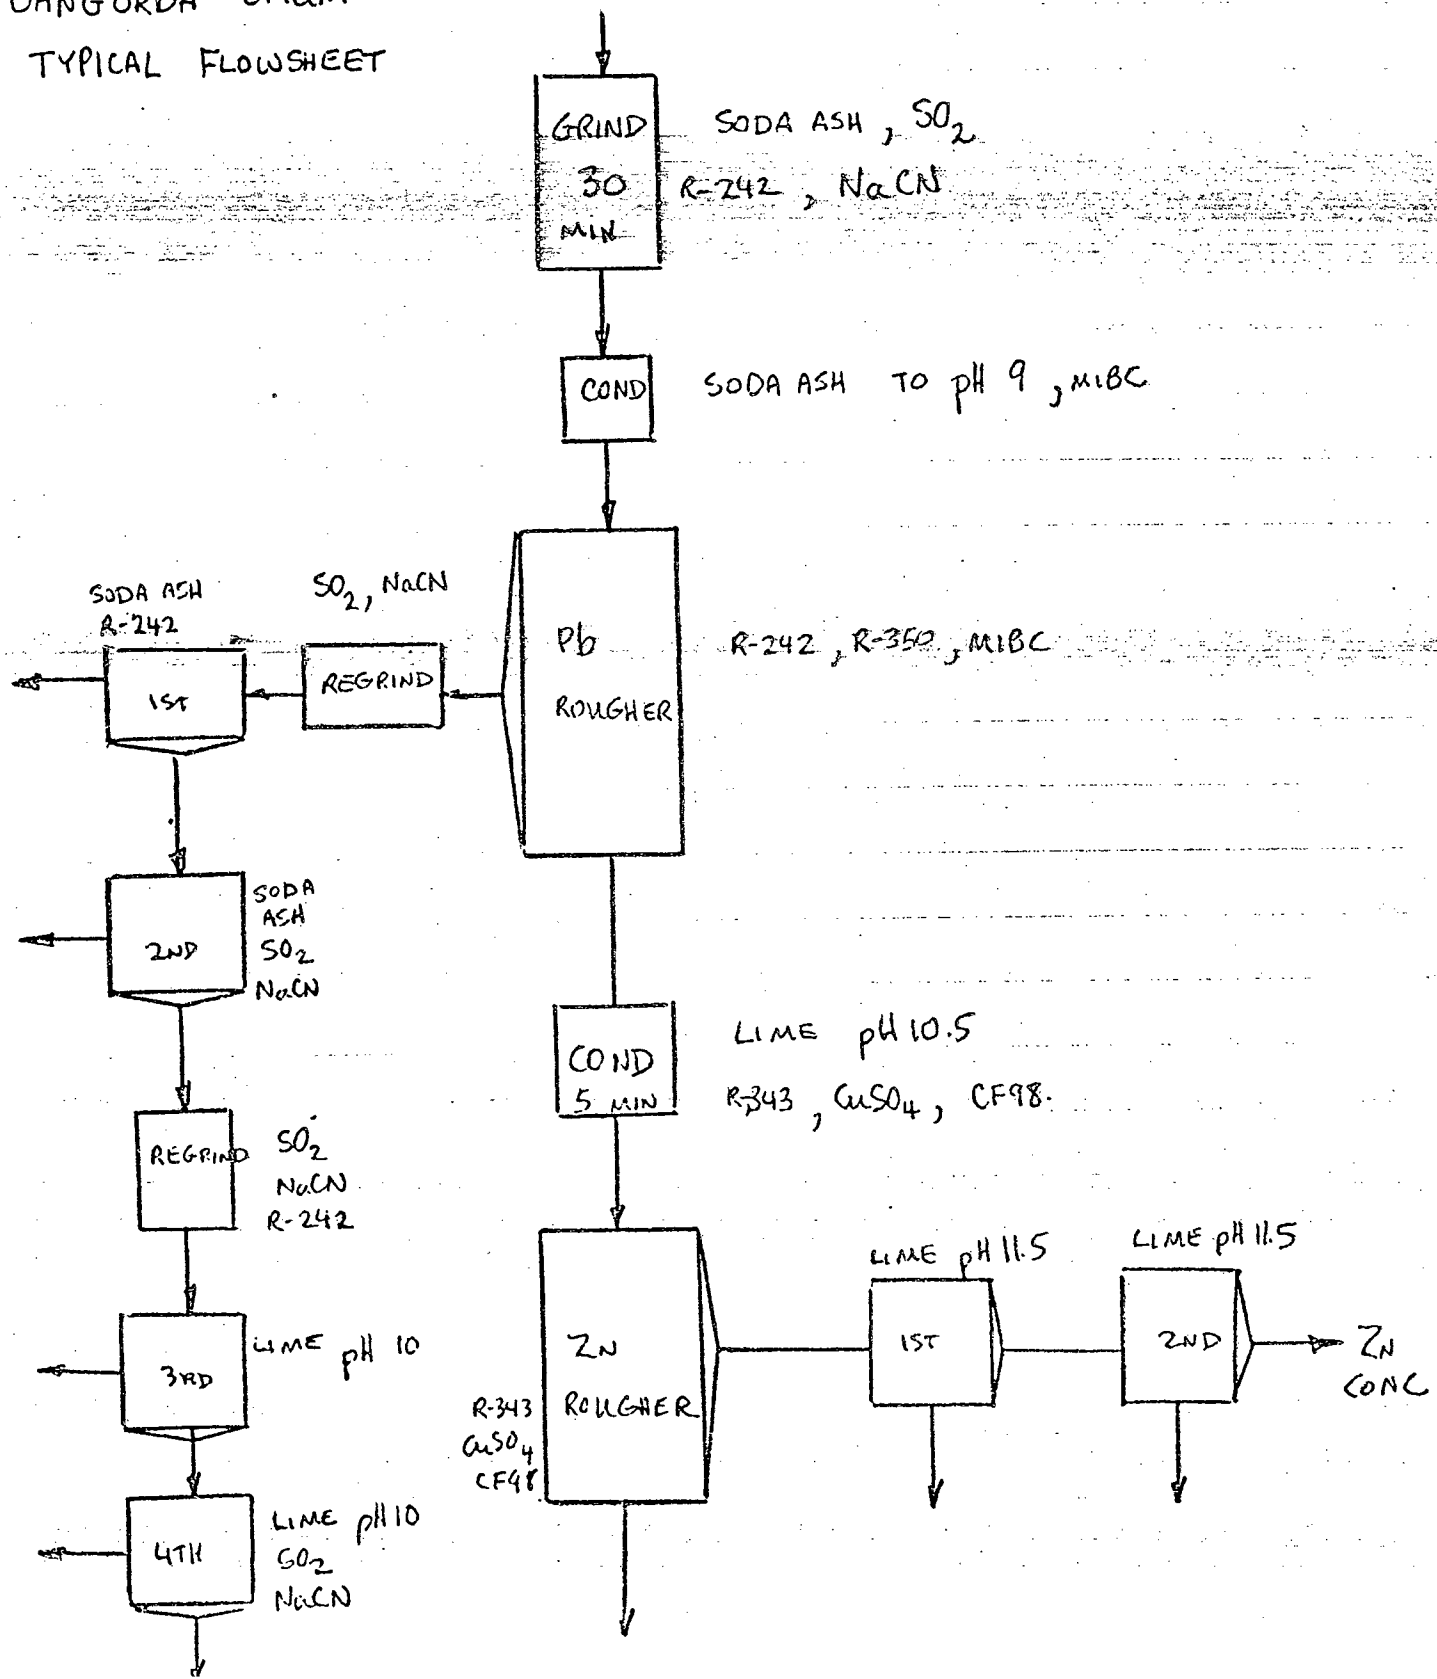 TYPICAL FLOWSHEET
GRIND
30
MIN
SODA ASH, SO2
R-242, NaCN
COND
SODA ASH TO pH 9, MIBC
Pb
ROUGHER
R-242, R-350, MIBC
SO2, NaCN
REGRIND
SODA ASH
R-242
1ST
2ND
SODA
ASH
SO2
NaCN
REGRIND
SO2
NaCN
R-242
3RD
LIME pH 10
4TH
LIME pH 10
SO2
NaCN
COND
5 MIN
LIME pH 10.5
R-343, CuSO4, CF98.
ZN
ROUGHER
R-343
CuSO4
CF98
LIME pH 11.5
1ST
LIME pH 11.5
2ND
ZN
CONC